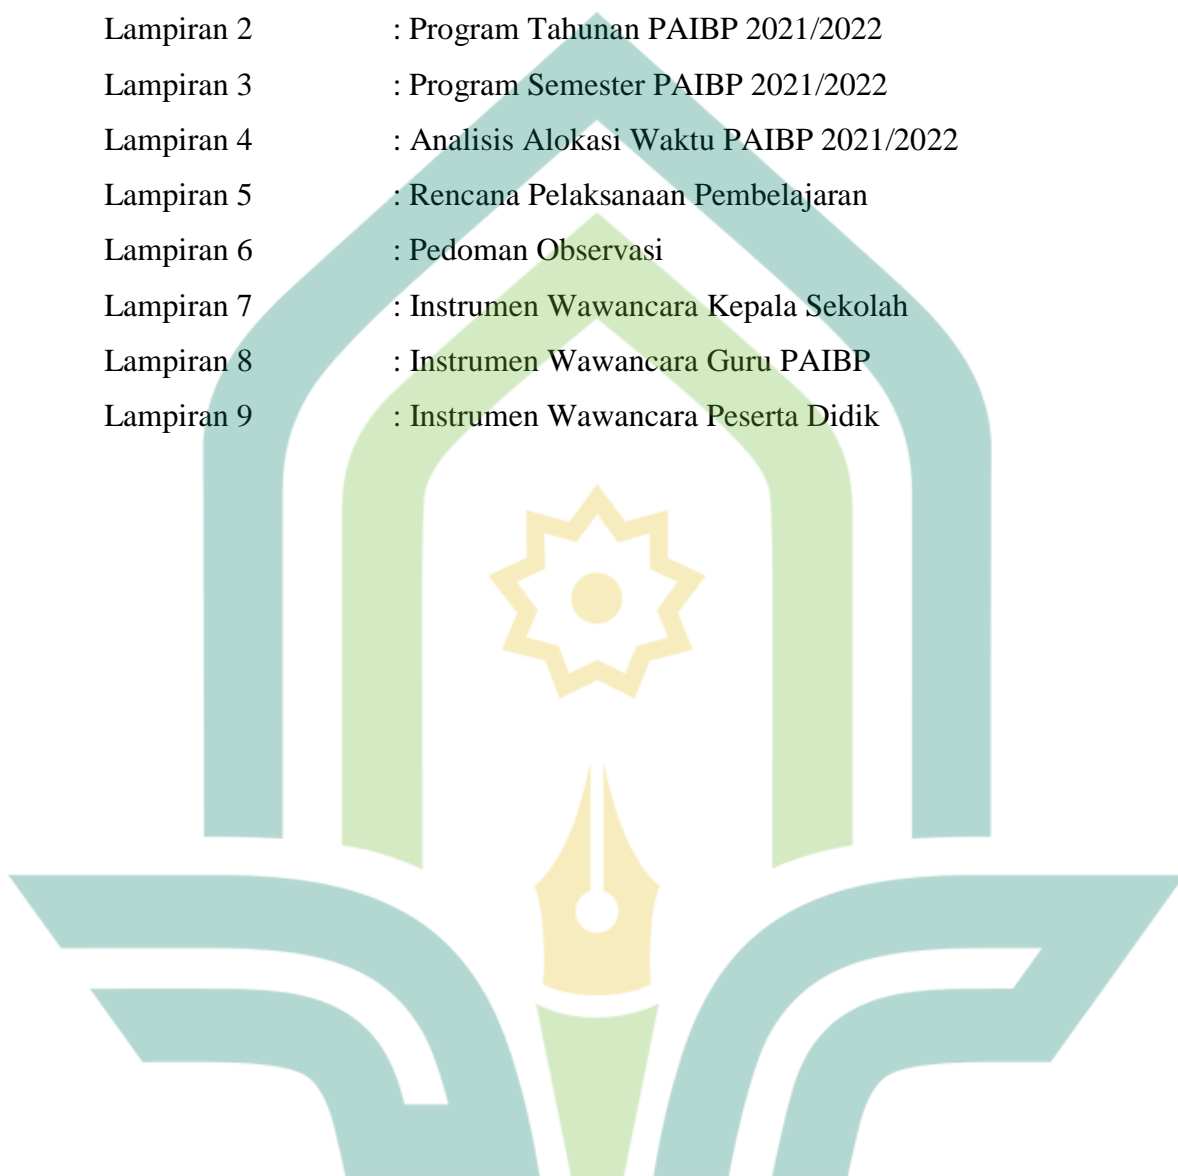 Lampiran 2 : Program Tahunan PAIBP 2021/2022
Lampiran 3 : Program Semester PAIBP 2021/2022
Lampiran 4 : Analisis Alokasi Waktu PAIBP 2021/2022
Lampiran 5 : Rencana Pelaksanaan Pembelajaran
Lampiran 6 : Pedoman Observasi
Lampiran 7 : Instrumen Wawancara Kepala Sekolah
Lampiran 8 : Instrumen Wawancara Guru PAIBP
Lampiran 9 : Instrumen Wawancara Peserta Didik